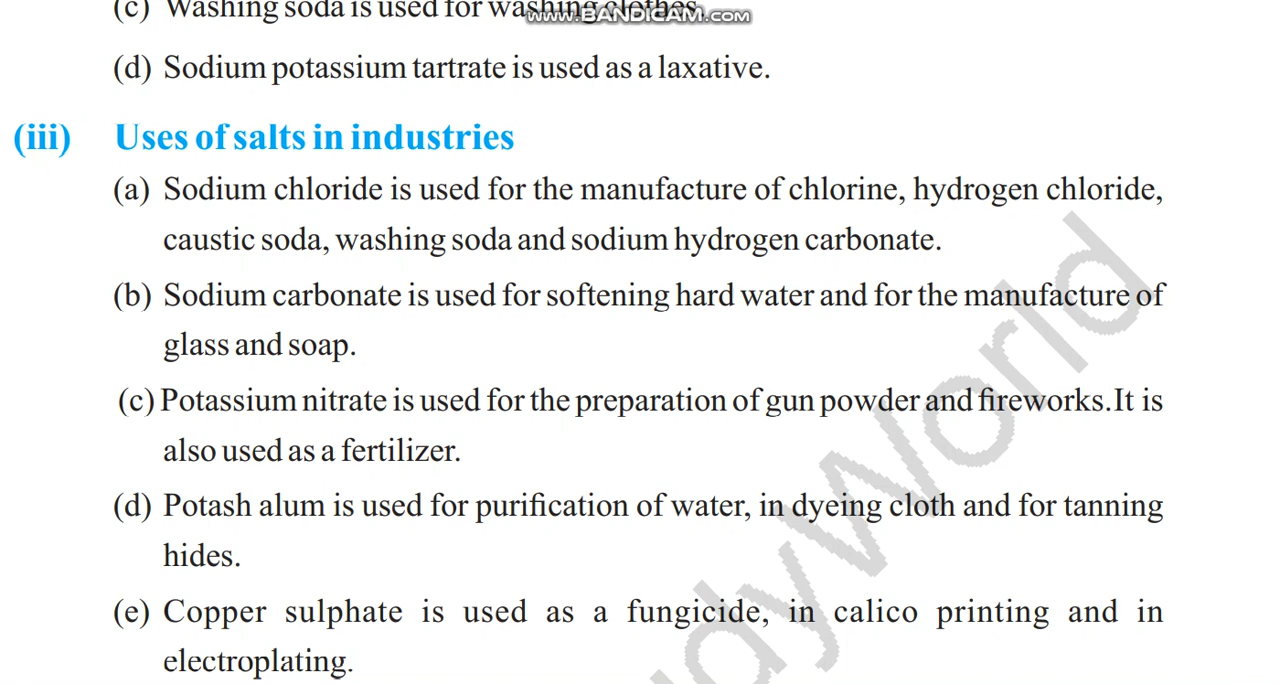 (c) Washing soda is used for washing clothes.
www.BANDICAM.com
(d) Sodium potassium tartrate is used as a laxative.
(iii) Uses of salts in industries
(a) Sodium chloride is used for the manufacture of chlorine, hydrogen chloride,
caustic soda, washing soda and sodium hydrogen carbonate.
(b) Sodium carbonate is used for softening hard water and for the manufacture of
glass and soap.
(c) Potassium nitrate is used for the preparation of gun powder and fireworks.It is
also used as a fertilizer.
(d) Potash alum is used for purification of water, in dyeing cloth and for tanning
hides.
(e) Copper sulphate is used as a fungicide, in calico printing and in
electroplating.
dyWorld